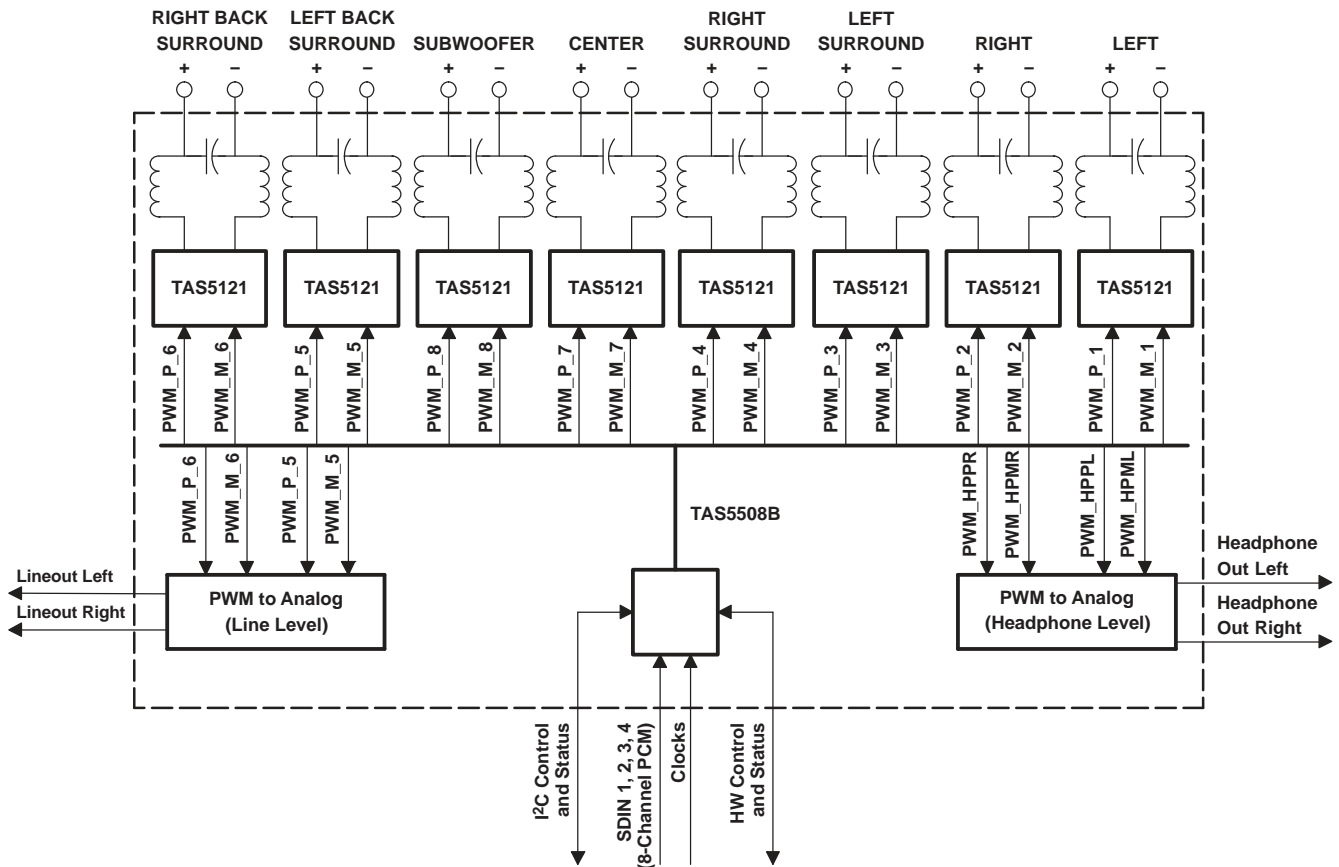 RIGHT BACK
SURROUND
LEFT BACK
SURROUND
SUBWOOFER
CENTER
RIGHT
SURROUND
LEFT
SURROUND
RIGHT
LEFT
+ – + – + – + – + – + – + – + –
TAS5121 TAS5121 TAS5121 TAS5121 TAS5121 TAS5121 TAS5121 TAS5121
PWM_P_6
PWM_M_6
PWM_P_5
PWM_M_5
PWM_P_8
PWM_M_8
PWM_P_7
PWM_M_7
PWM_P_4
PWM_M_4
PWM_P_3
PWM_M_3
PWM_P_2
PWM_M_2
PWM_P_1
PWM_M_1
PWM_P_6
PWM_M_6
PWM_P_5
PWM_M_5
PWM_HPPR
PWM_HPMR
PWM_HPPL
PWM_HPML
TAS5508B
Lineout Left
Lineout Right
PWM to Analog
(Line Level)
PWM to Analog
(Headphone Level)
Headphone
Out Left
Headphone
Out Right
I²C Control
and Status
SDIN 1, 2, 3, 4
(8-Channel PCM)
Clocks
HW Control
and Status